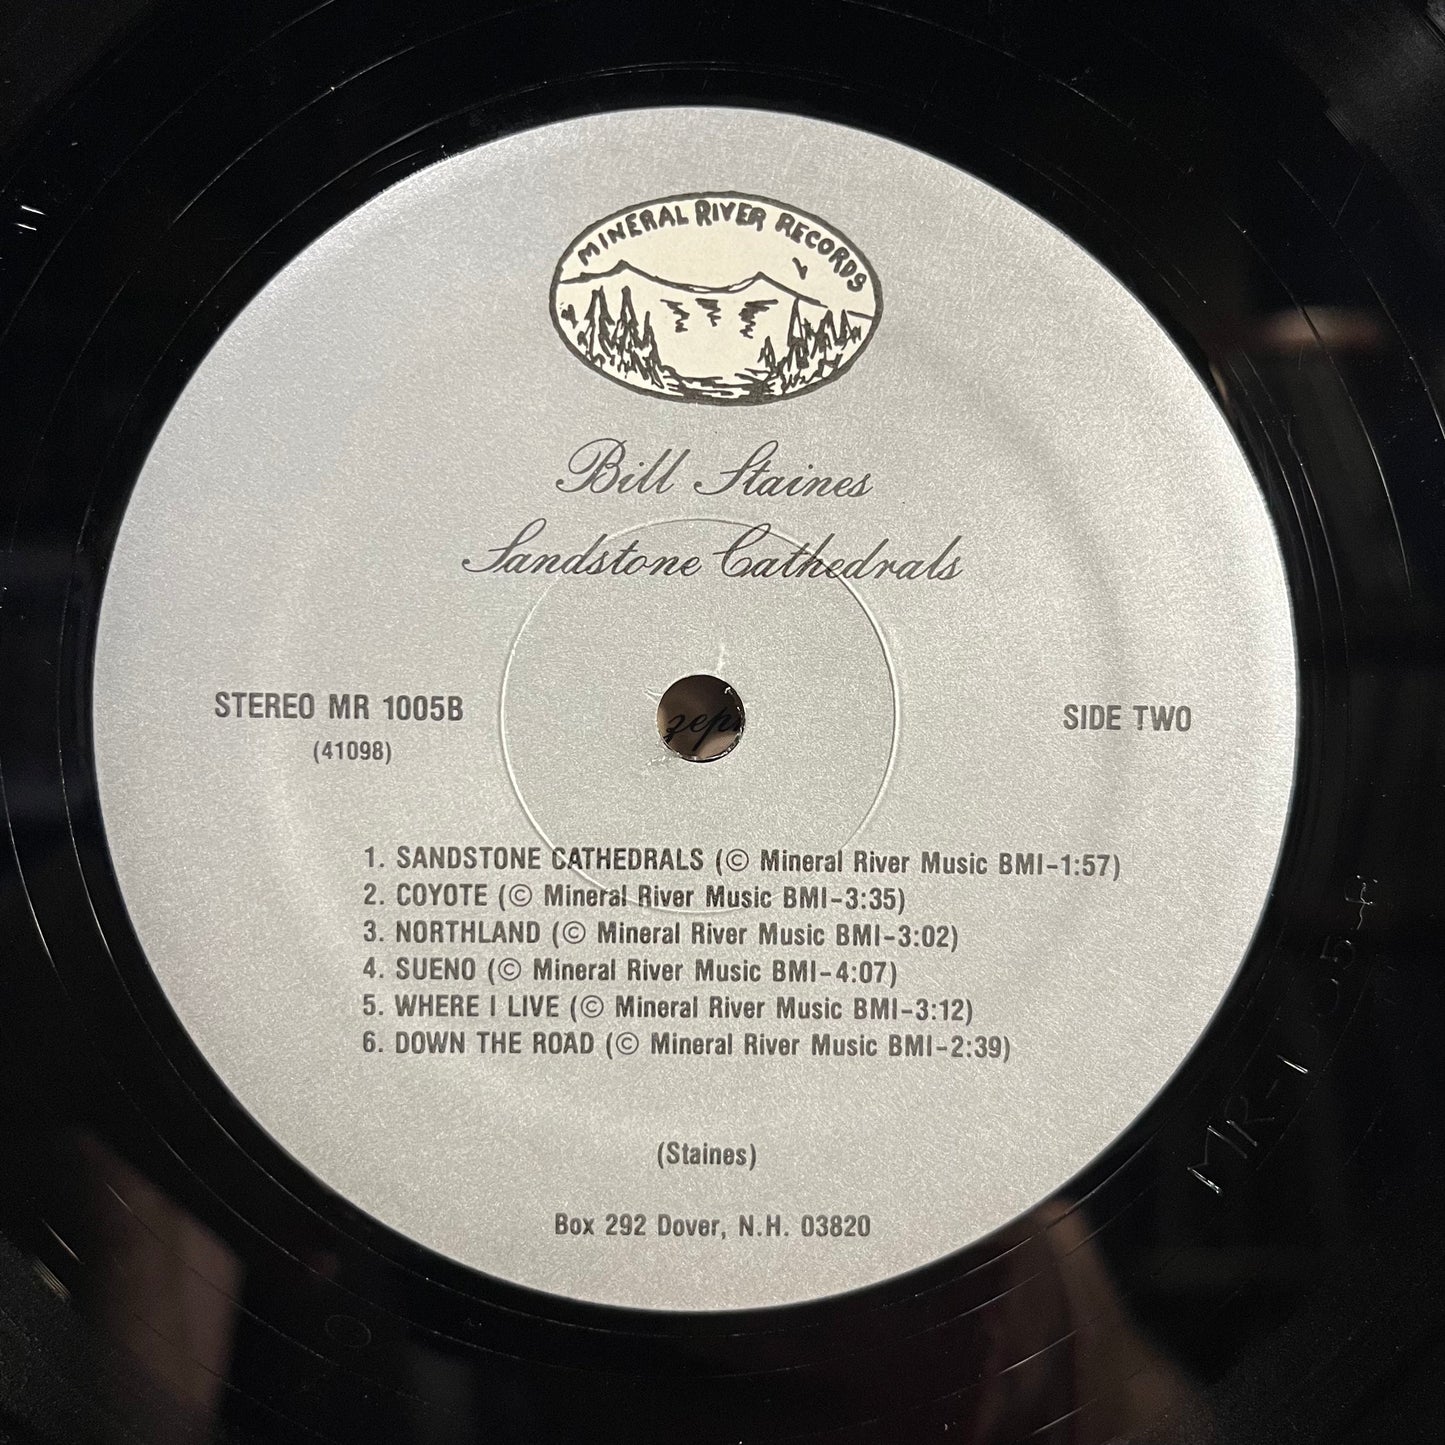 MINERAL RIVER RECORDS
Bill Staines
Sandstone Cathedrals
STEREO MR 1005B
(41098)
SIDE TWO
1. SANDSTONE CATHEDRALS (© Mineral River Music BMI-1:57)
2. COYOTE (© Mineral River Music BMI-3:35)
3. NORTHLAND (© Mineral River Music BMI-3:02)
4. SUENO (© Mineral River Music BMI-4:07)
5. WHERE I LIVE (© Mineral River Music BMI-3:12)
6. DOWN THE ROAD (© Mineral River Music BMI-2:39)
(Staines)
Box 292 Dover, N.H. 03820